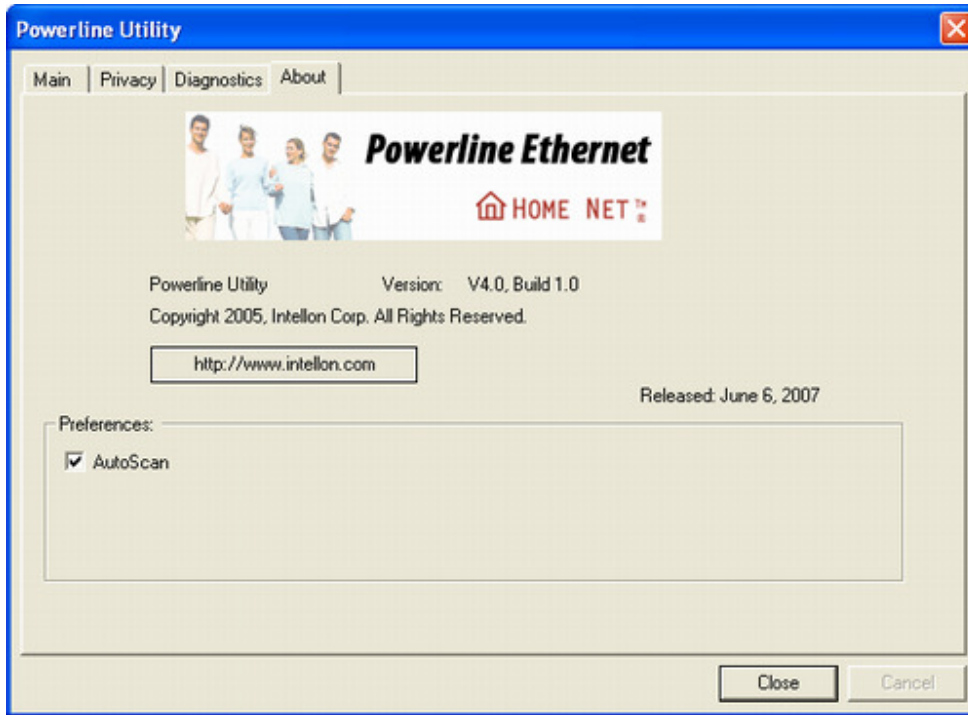 Powerline Utility
Main Privacy Diagnostics About
Powerline Ethernet
HOME NET
Powerline Utility Version: V4.0, Build 1.0
Copyright 2005, Intellon Corp. All Rights Reserved.
http://www.intellon.com
Released: June 6, 2007
Preferences:
AutoScan
Close Cancel